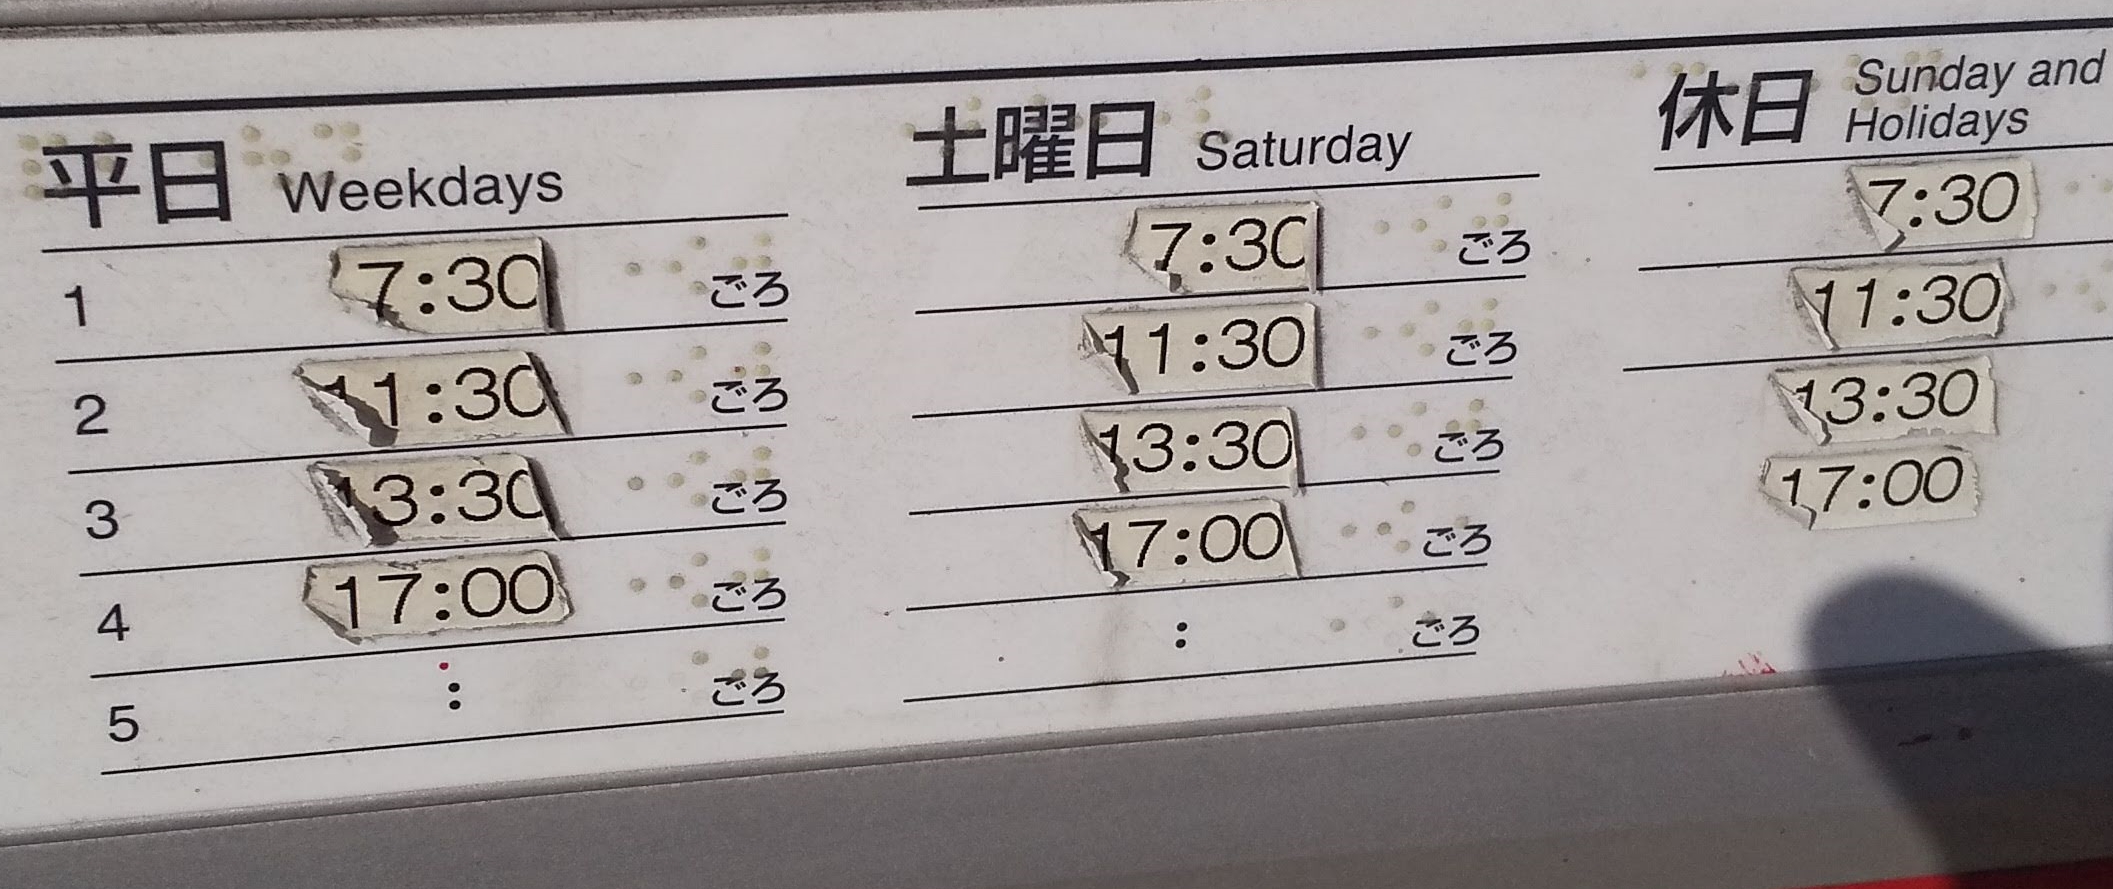 平日 Weekdays 土曜日 Saturday 休日 Sunday and Holidays
1 7:30 ごろ 7:30 ごろ 7:30
2 11:30 ごろ 11:30 ごろ 11:30
3 13:30 ごろ 13:30 ごろ 13:30
4 17:00 ごろ 17:00 ごろ 17:00
5 : ごろ : ごろ